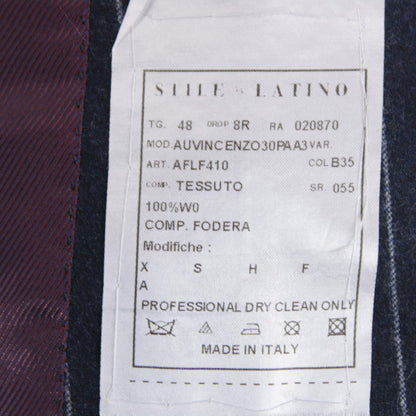 STILE LATINO
TG. 48 DROP 8R RA 020870
MOD. AUVINCENZO30PAA3 VAR.
ART. AFLF410 COL B35
COMP. TESSUTO SR. 055
100%W0
COMP. FODERA
Modifiche :
X S H F
A
PROFESSIONAL DRY CLEAN ONLY
MADE IN ITALY